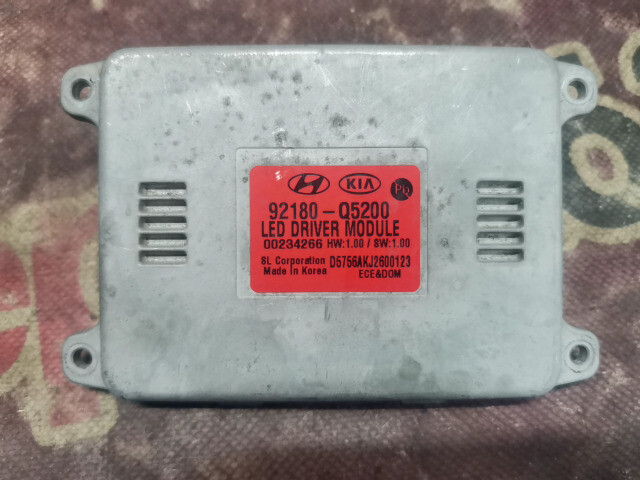 KIA
92180-Q5200
LED DRIVER MODULE
00234266 HW:1.00 / SW:1.00
SL Corporation D5756AKJ2600123
Made In Korea ECE&DOM